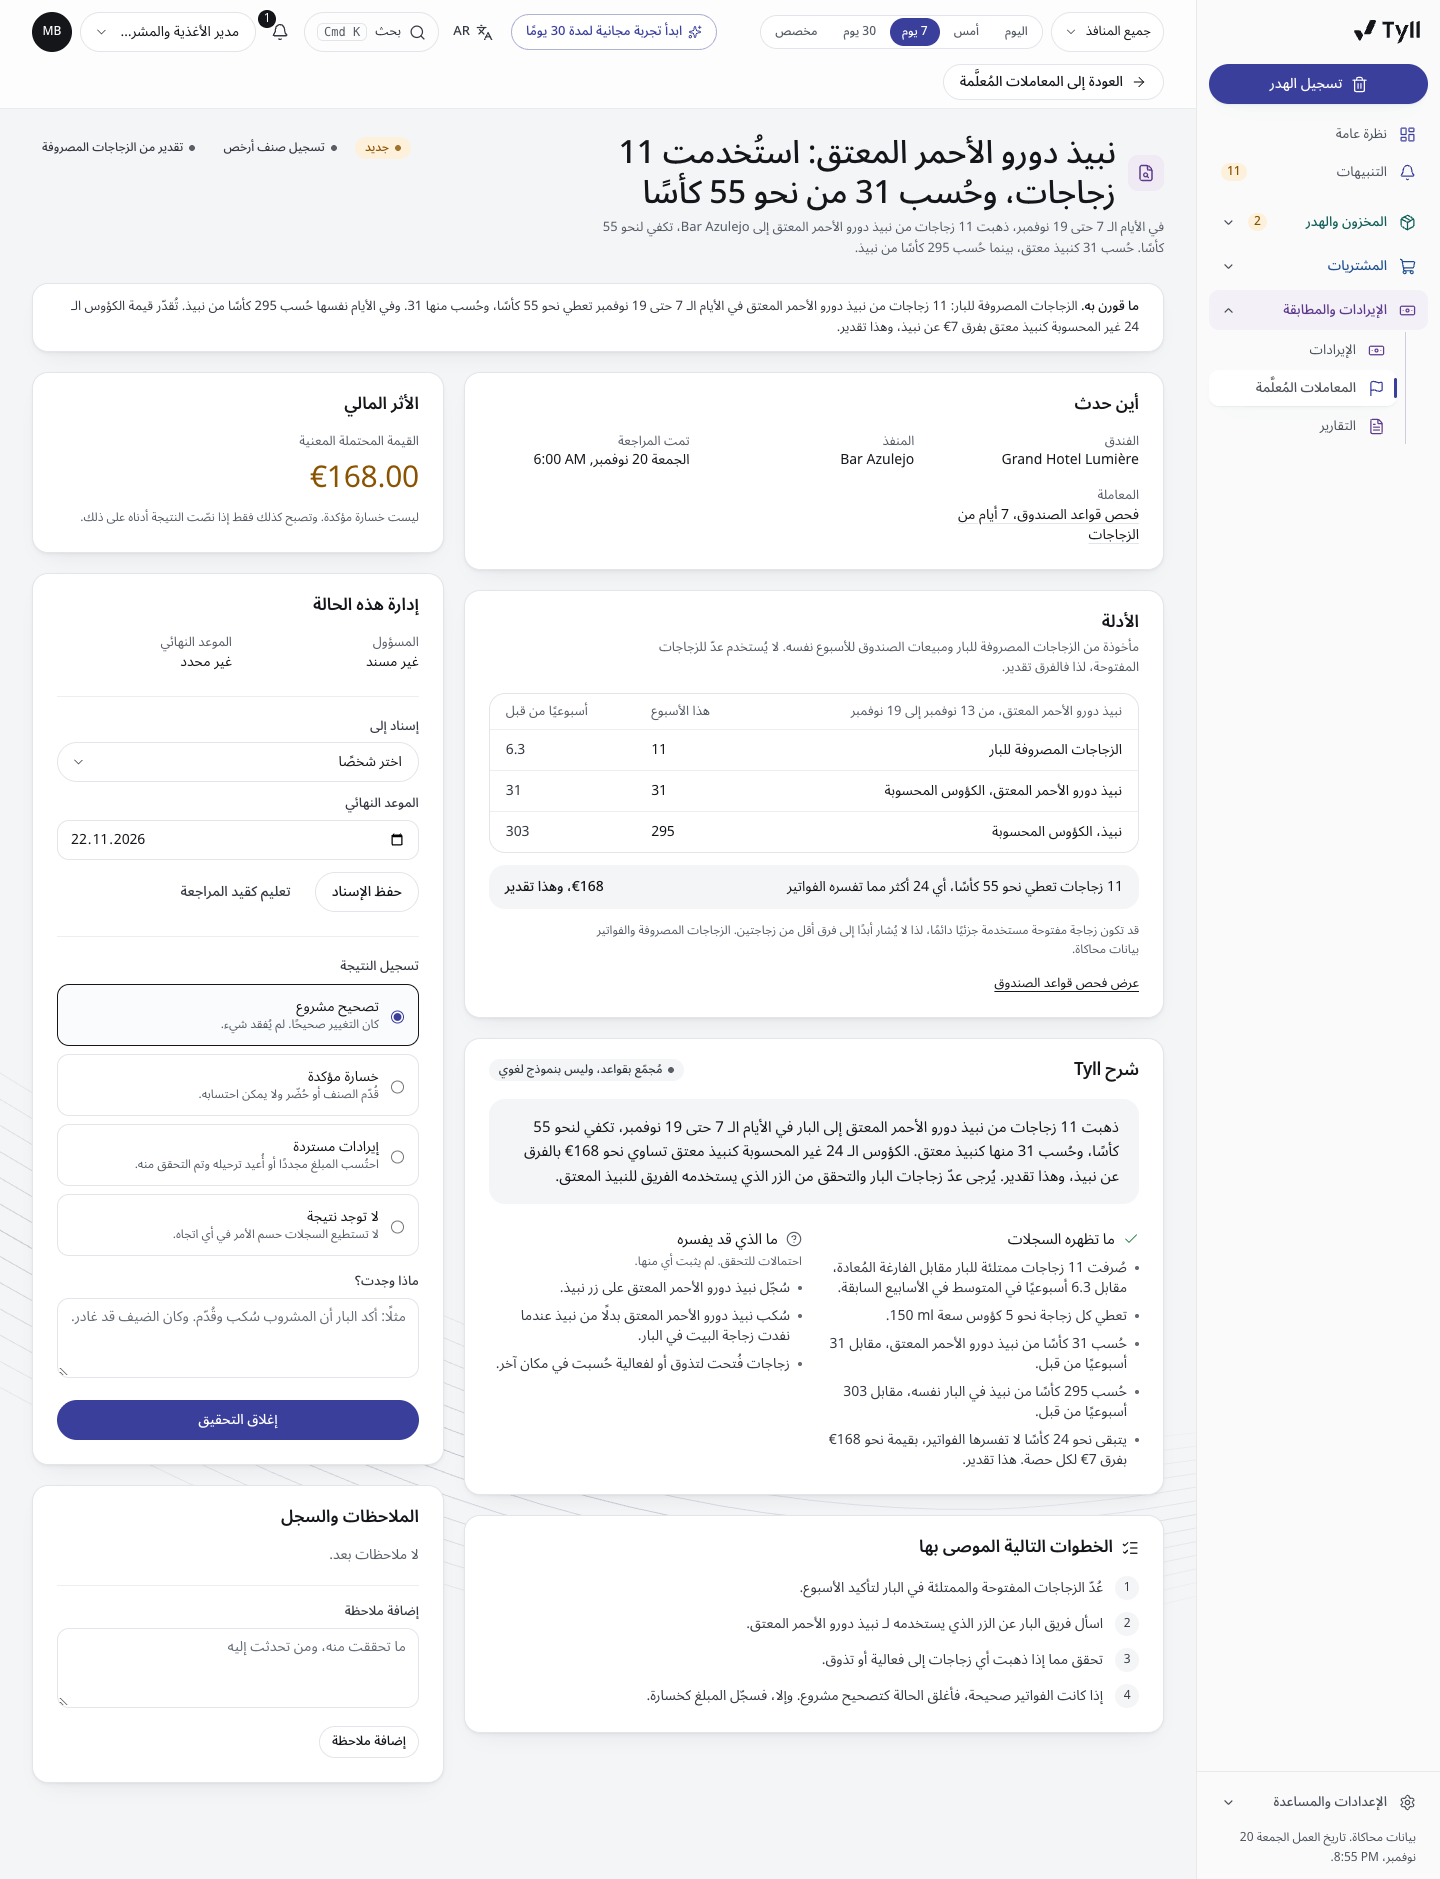 Tyll
تسجيل الهدر
نظرة عامة
التنبيهات
11
المخزون والهدر
2
المشتريات
الإيرادات والمطابقة
الإيرادات
المعاملات المُعلَّمة
التقارير
الإعدادات والمساعدة
بيانات محاكاة. تاريخ العمل الجمعة 20
نوفمبر، 8:55 PM.
جميع المنافذ
اليوم
أمس
7 يوم
30 يوم
مخصص
ابدأ تجربة مجانية لمدة 30 يومًا
AR
بحث
Cmd K
1
مدير الأغذية والمشر...
MB
العودة إلى المعاملات المُعلَّمة
نبيذ دورو الأحمر المعتق: استُخدمت 11
زجاجات، وحُسب 31 من نحو 55 كأسًا
في الأيام الـ 7 حتى 19 نوفمبر، ذهبت 11 زجاجات من نبيذ دورو الأحمر المعتق إلى Bar Azulejo، تكفي لنحو 55
كأسًا. حُسب 31 كنبيذ معتق، بينما حُسب 295 كأسًا من نبيذ.
جديد
تسجيل صنف أرخص
تقدير من الزجاجات المصروفة
ما قورن به. الزجاجات المصروفة للبار: 11 زجاجات من نبيذ دورو الأحمر المعتق في الأيام الـ 7 حتى 19 نوفمبر تعطي نحو 55 كأسًا، وحُسب منها 31. وفي الأيام نفسها حُسب 295 كأسًا من نبيذ. تُقدّر قيمة الكؤوس الـ
24 غير المحسوبة كنبيذ معتق بفرق 7€ عن نبيذ، وهذا تقدير.
أين حدث
الفندق
Grand Hotel Lumière
المنفذ
Bar Azulejo
تمت المراجعة
الجمعة 20 نوفمبر, 6:00 AM
المعاملة
فحص قواعد الصندوق، 7 أيام من
الزجاجات
الأدلة
مأخوذة من الزجاجات المصروفة للبار ومبيعات الصندوق للأسبوع نفسه. لا يُستخدم عدّ للزجاجات
المفتوحة، لذا فالفرق تقدير.
نبيذ دورو الأحمر المعتق، من 13 نوفمبر إلى 19 نوفمبر
هذا الأسبوع
أسبوعيًا من قبل
الزجاجات المصروفة للبار
11
6.3
نبيذ دورو الأحمر المعتق، الكؤوس المحسوبة
31
31
نبيذ، الكؤوس المحسوبة
295
303
11 زجاجات تعطي نحو 55 كأسًا، أي 24 أكثر مما تفسره الفواتير
168€، وهذا تقدير
قد تكون زجاجة مفتوحة مستخدمة جزئيًا دائمًا، لذا لا يُشار أبدًا إلى فرق أقل من زجاجتين. الزجاجات المصروفة والفواتير
بيانات محاكاة.
عرض فحص قواعد الصندوق
شرح Tyll
مُجمّع بقواعد، وليس بنموذج لغوي
ذهبت 11 زجاجات من نبيذ دورو الأحمر المعتق إلى البار في الأيام الـ 7 حتى 19 نوفمبر، تكفي لنحو 55
كأسًا، وحُسب 31 منها كنبيذ معتق. الكؤوس الـ 24 غير المحسوبة كنبيذ معتق تساوي نحو 168€ بالفرق
عن نبيذ، وهذا تقدير. يُرجى عدّ زجاجات البار والتحقق من الزر الذي يستخدمه الفريق للنبيذ المعتق.
ما تظهره السجلات
صُرفت 11 زجاجات ممتلئة للبار مقابل الفارغة المُعادة،
مقابل 6.3 أسبوعيًا في المتوسط في الأسابيع السابقة.
تعطي كل زجاجة نحو 5 كؤوس سعة 150 ml.
حُسب 31 كأسًا من نبيذ دورو الأحمر المعتق، مقابل 31
أسبوعيًا من قبل.
حُسب 295 كأسًا من نبيذ في البار نفسه، مقابل 303
أسبوعيًا من قبل.
يتبقى نحو 24 كأسًا لا تفسرها الفواتير، بقيمة نحو 168€
بفرق 7€ لكل حصة. هذا تقدير.
ما الذي قد يفسره
احتمالات للتحقق. لم يثبت أي منها.
سُجّل نبيذ دورو الأحمر المعتق على زر نبيذ.
سُكب نبيذ دورو الأحمر المعتق بدلًا من نبيذ عندما
نفدت زجاجة البيت في البار.
زجاجات فُتحت لتذوق أو لفعالية حُسبت في مكان آخر.
الخطوات التالية الموصى بها
1
عُدّ الزجاجات المفتوحة والممتلئة في البار لتأكيد الأسبوع.
2
اسأل فريق البار عن الزر الذي يستخدمه لـ نبيذ دورو الأحمر المعتق.
3
تحقق مما إذا ذهبت أي زجاجات إلى فعالية أو تذوق.
4
إذا كانت الفواتير صحيحة، فأغلق الحالة كتصحيح مشروع. وإلا، فسجّل المبلغ كخسارة.
الأثر المالي
القيمة المحتملة المعنية
€168.00
ليست خسارة مؤكدة. وتصبح كذلك فقط إذا نصّت النتيجة أدناه على ذلك.
إدارة هذه الحالة
المسؤول
غير مسند
الموعد النهائي
غير محدد
إسناد إلى
اختر شخصًا
الموعد النهائي
22.11.2026
حفظ الإسناد
تعليم كقيد المراجعة
تسجيل النتيجة
تصحيح مشروع
كان التغيير صحيحًا. لم يُفقد شيء.
خسارة مؤكدة
قُدّم الصنف أو حُضّر ولا يمكن احتسابه.
إيرادات مستردة
احتُسب المبلغ مجددًا أو أُعيد ترحيله وتم التحقق منه.
لا توجد نتيجة
لا تستطيع السجلات حسم الأمر في أي اتجاه.
ماذا وجدت؟
مثلًا: أكد البار أن المشروب سُكب وقُدّم. وكان الضيف قد غادر.
إغلاق التحقيق
الملاحظات والسجل
لا ملاحظات بعد.
إضافة ملاحظة
ما تحققت منه، ومن تحدثت إليه
إضافة ملاحظة